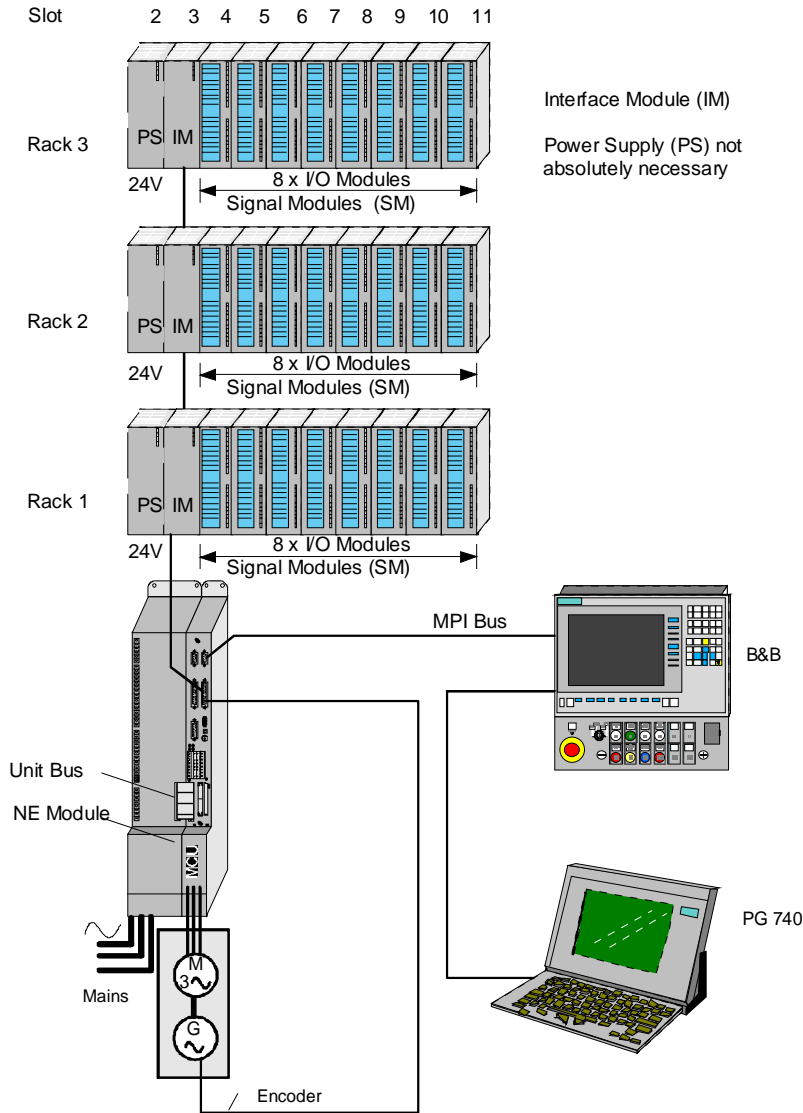 Slot 2 3 4 5 6 7 8 9 10 11
Interface Module (IM)
Power Supply (PS) not
absolutely necessary
Rack 3
PS IM
24V
8 x I/O Modules
Signal Modules (SM)
Rack 2
PS IM
24V
8 x I/O Modules
Signal Modules (SM)
Rack 1
PS IM
24V
8 x I/O Modules
Signal Modules (SM)
MPI Bus
B&B
Unit Bus
NE Module
MCU
PG 740
M
3
Mains
G
Encoder